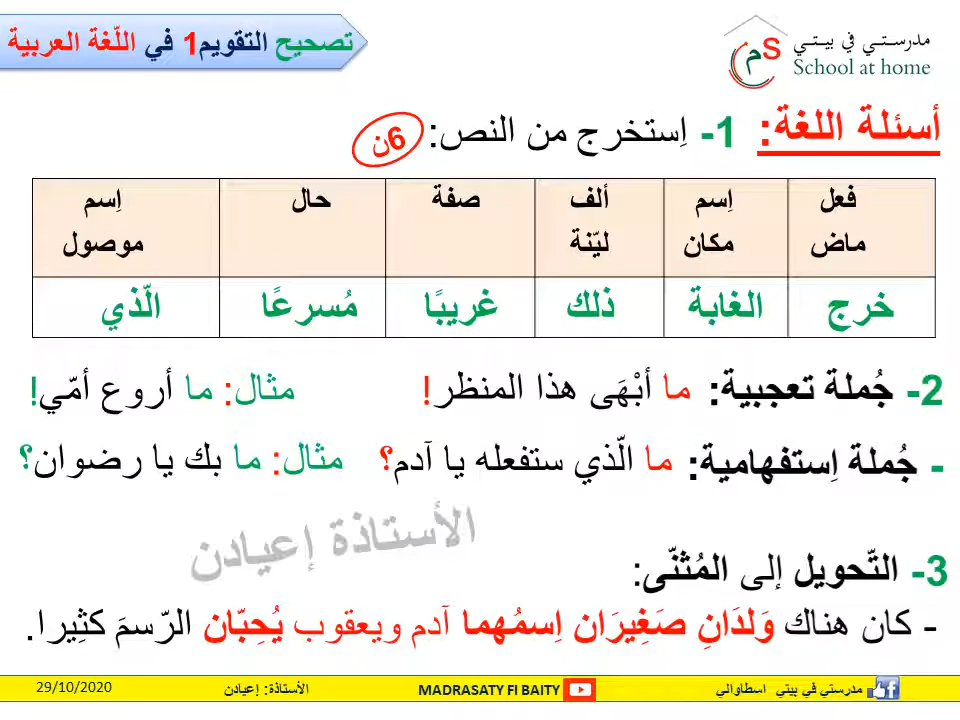 تصحيح التقويم1 في اللّغة العربية
مدرستي في بيتي
School at home
مS
أسئلة اللغة: 1- اِستخرج من النص: 6ن
فعل ماض | اِسم مكان | ألف ليّنة | صفة | حال | اِسم موصول
خرج | الغابة | ذلك | غريبًا | مُسرعًا | الّذي
2- جُملة تعجبية: ما أبْهَى هذا المنظر! مثال: ما أروع أمّي!
- جُملة اِستفهامية: ما الّذي ستفعله يا آدم؟ مثال: ما بك يا رضوان؟
الأستاذة إعيادن
3- التّحويل إلى المُثنّى:
- كان هناك وَلدَانِ صَغِيرَان اِسمُهما آدم ويعقوب يُحِبّان الرّسمَ كثِيرا.
مدرستي في بيتي اسطاوالي
MADRASATY FI BAITY
الأستاذة: إعيادن
29/10/2020